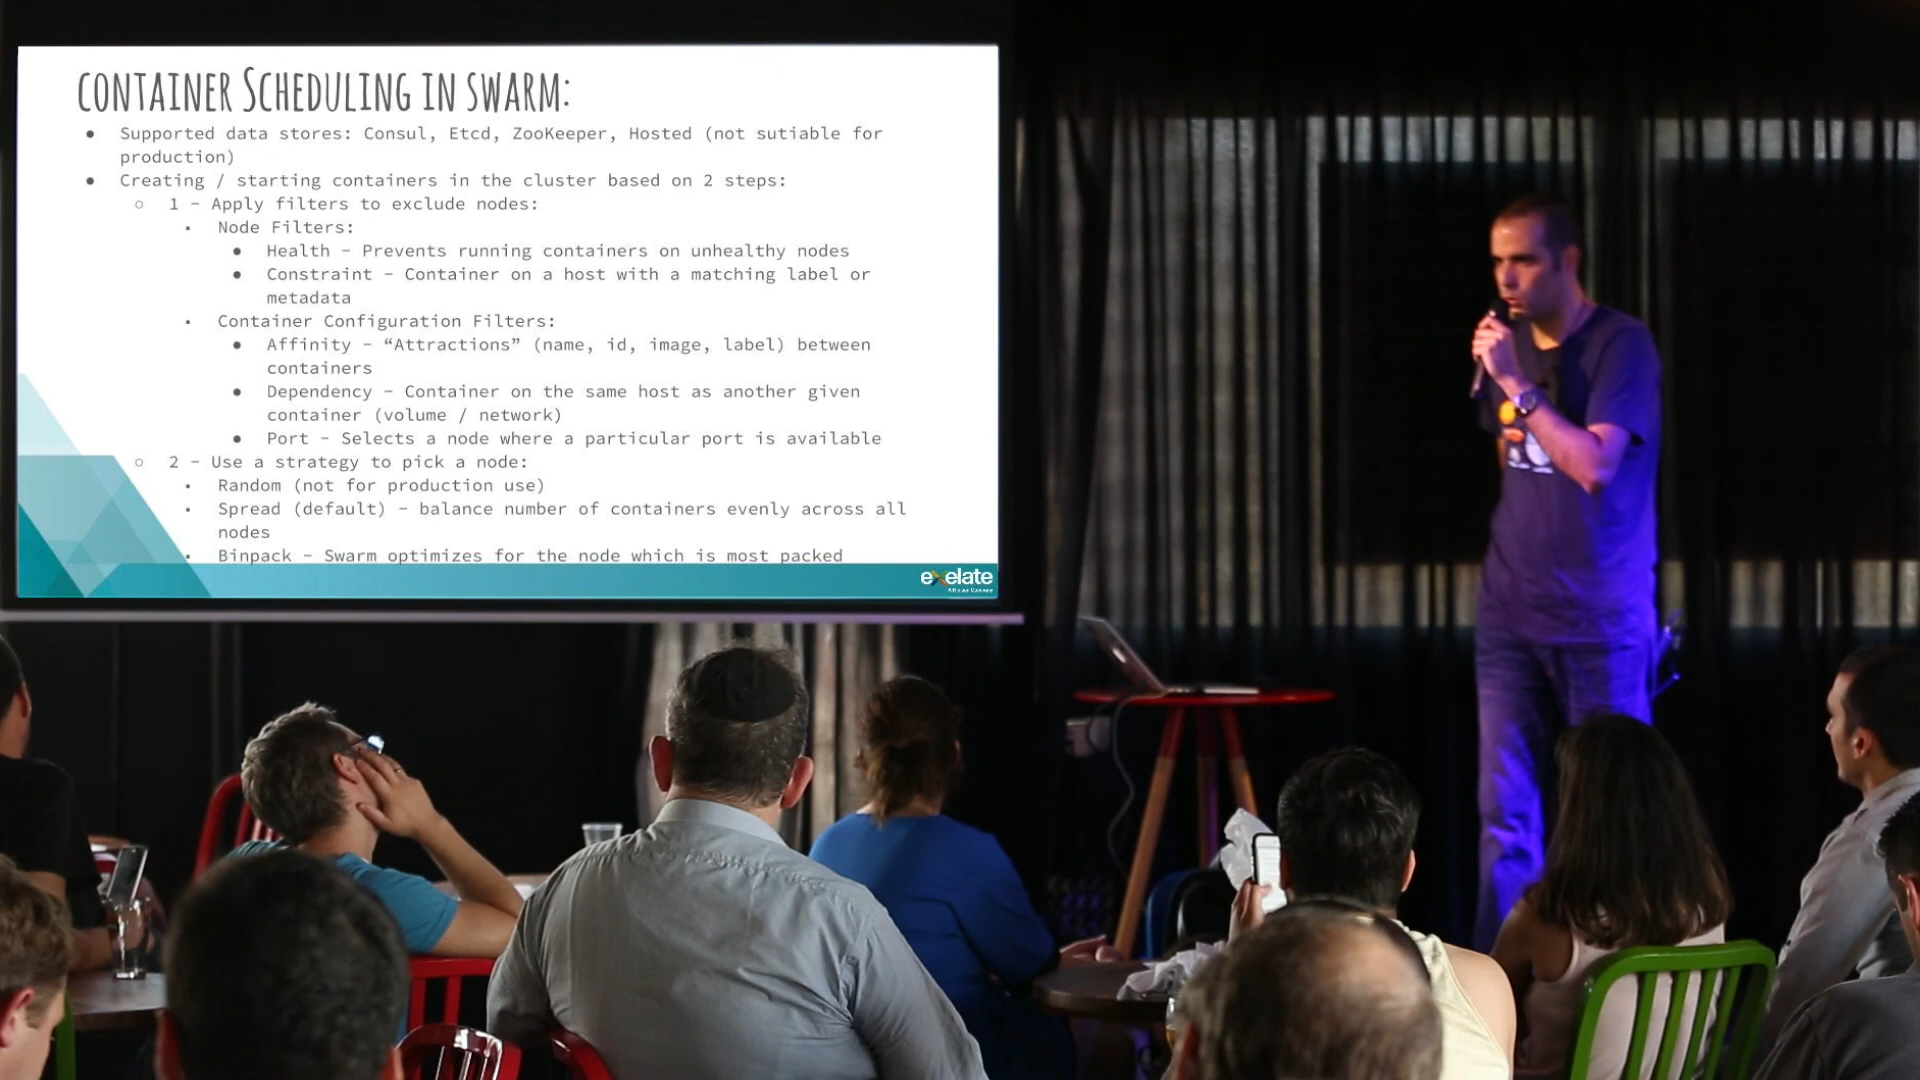 CONTAINER SCHEDULING IN SWARM:
● Supported data stores: Consul, Etcd, ZooKeeper, Hosted (not sutiable for
production)
● Creating / starting containers in the cluster based on 2 steps:
○ 1 - Apply filters to exclude nodes:
▪ Node Filters:
● Health - Prevents running containers on unhealthy nodes
● Constraint - Container on a host with a matching label or
metadata
▪ Container Configuration Filters:
● Affinity - “Attractions” (name, id, image, label) between
containers
● Dependency - Container on the same host as another given
container (volume / network)
● Port - Selects a node where a particular port is available
○ 2 - Use a strategy to pick a node:
▪ Random (not for production use)
▪ Spread (default) - balance number of containers evenly across all
nodes
▪ Binpack - Swarm optimizes for the node which is most packed
exelate